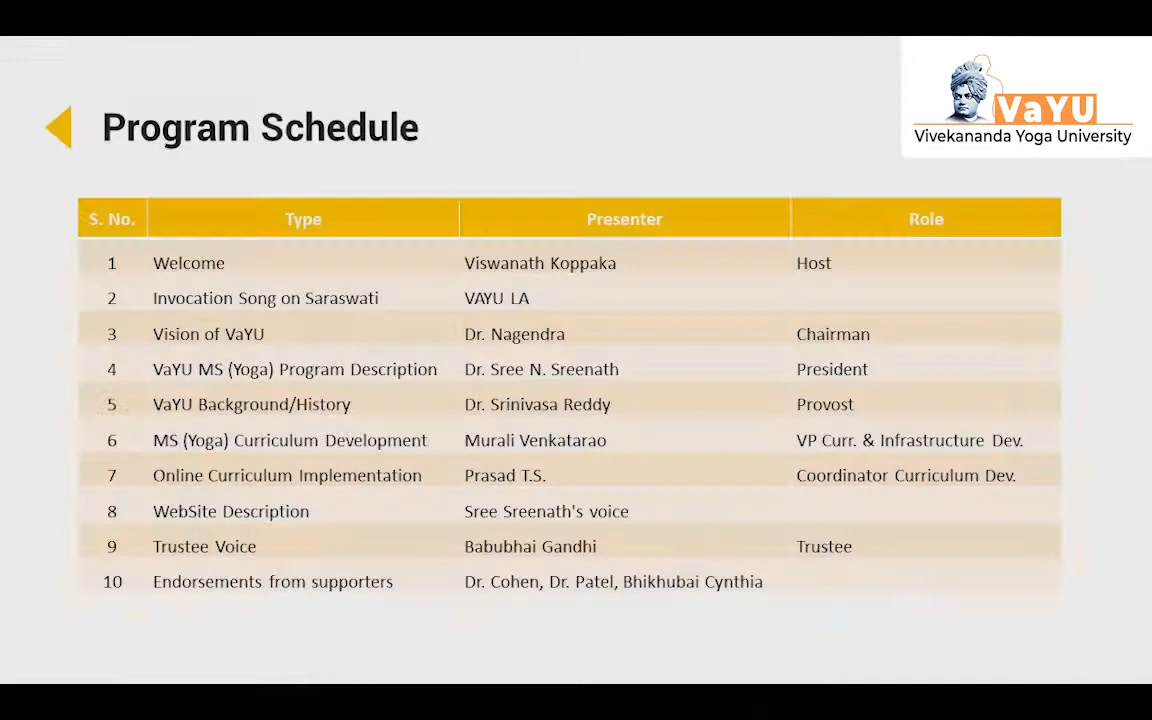 VaYU
Vivekananda Yoga University
Program Schedule
S. No. Type Presenter Role
1 Welcome Viswanath Koppaka Host
2 Invocation Song on Saraswati VAYU LA
3 Vision of VaYU Dr. Nagendra Chairman
4 VaYU MS (Yoga) Program Description Dr. Sree N. Sreenath President
5 VaYU Background/History Dr. Srinivasa Reddy Provost
6 MS (Yoga) Curriculum Development Murali Venkatarao VP Curr. & Infrastructure Dev.
7 Online Curriculum Implementation Prasad T.S. Coordinator Curriculum Dev.
8 WebSite Description Sree Sreenath's voice
9 Trustee Voice Babubhai Gandhi Trustee
10 Endorsements from supporters Dr. Cohen, Dr. Patel, Bhikhubai Cynthia